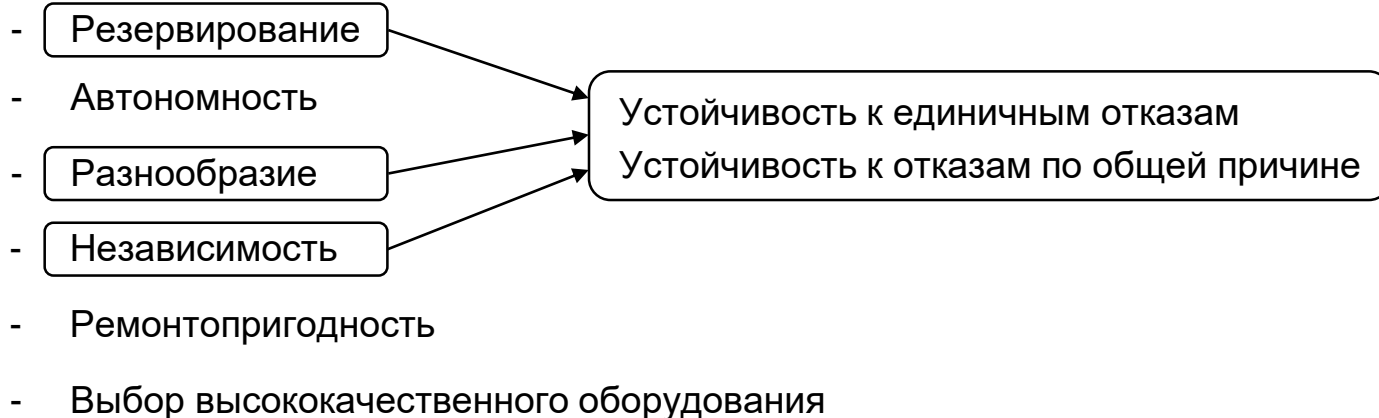 - Резервирование
- Автономность
- Разнообразие
- Независимость
- Ремонтопригодность
- Выбор высококачественного оборудования
Устойчивость к единичным отказам
Устойчивость к отказам по общей причине